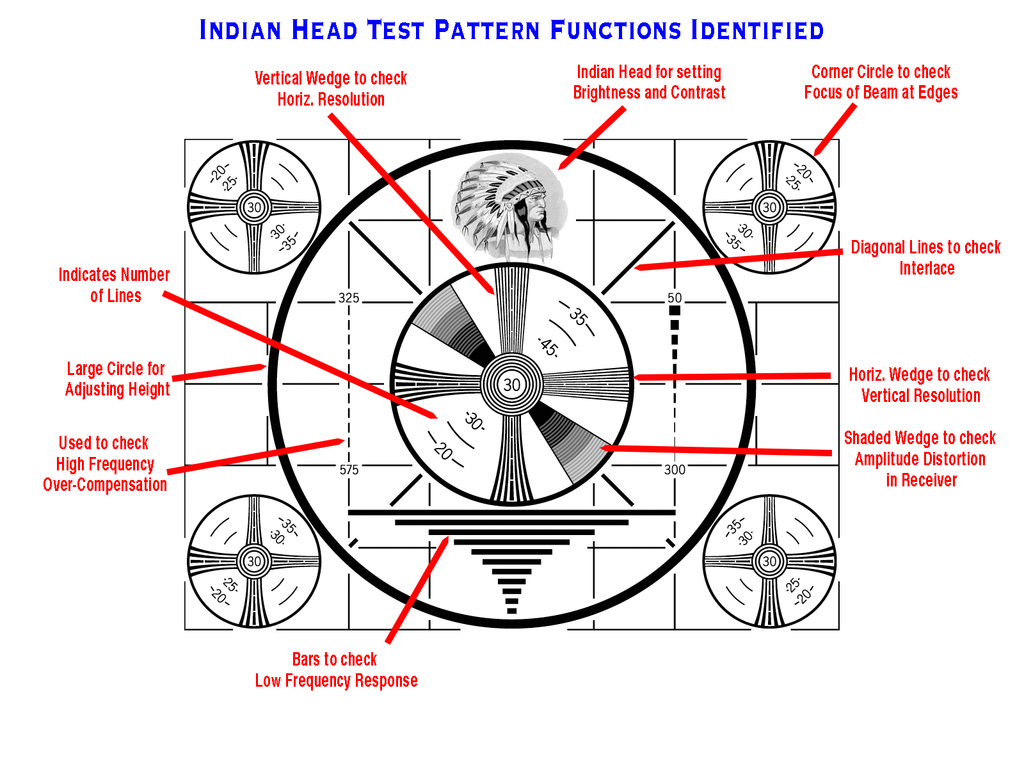 INDIAN HEAD TEST PATTERN FUNCTIONS IDENTIFIED
Vertical Wedge to check
Horiz. Resolution
Indian Head for setting
Brightness and Contrast
Corner Circle to check
Focus of Beam at Edges
-20-
-25-
30
30-
-35-
-20-
-25-
30
-30-
-35-
Diagonal Lines to check
Interlace
Indicates Number
of Lines
325
50
-35-
-45-
Large Circle for
Adjusting Height
30
Horiz. Wedge to check
Vertical Resolution
-30-
-20-
Used to check
High Frequency
Over-Compensation
Shaded Wedge to check
Amplitude Distortion
in Receiver
575
300
-35-
30-
30
-25-
-20-
-35-
-30-
30
-25-
-20-
Bars to check
Low Frequency Response